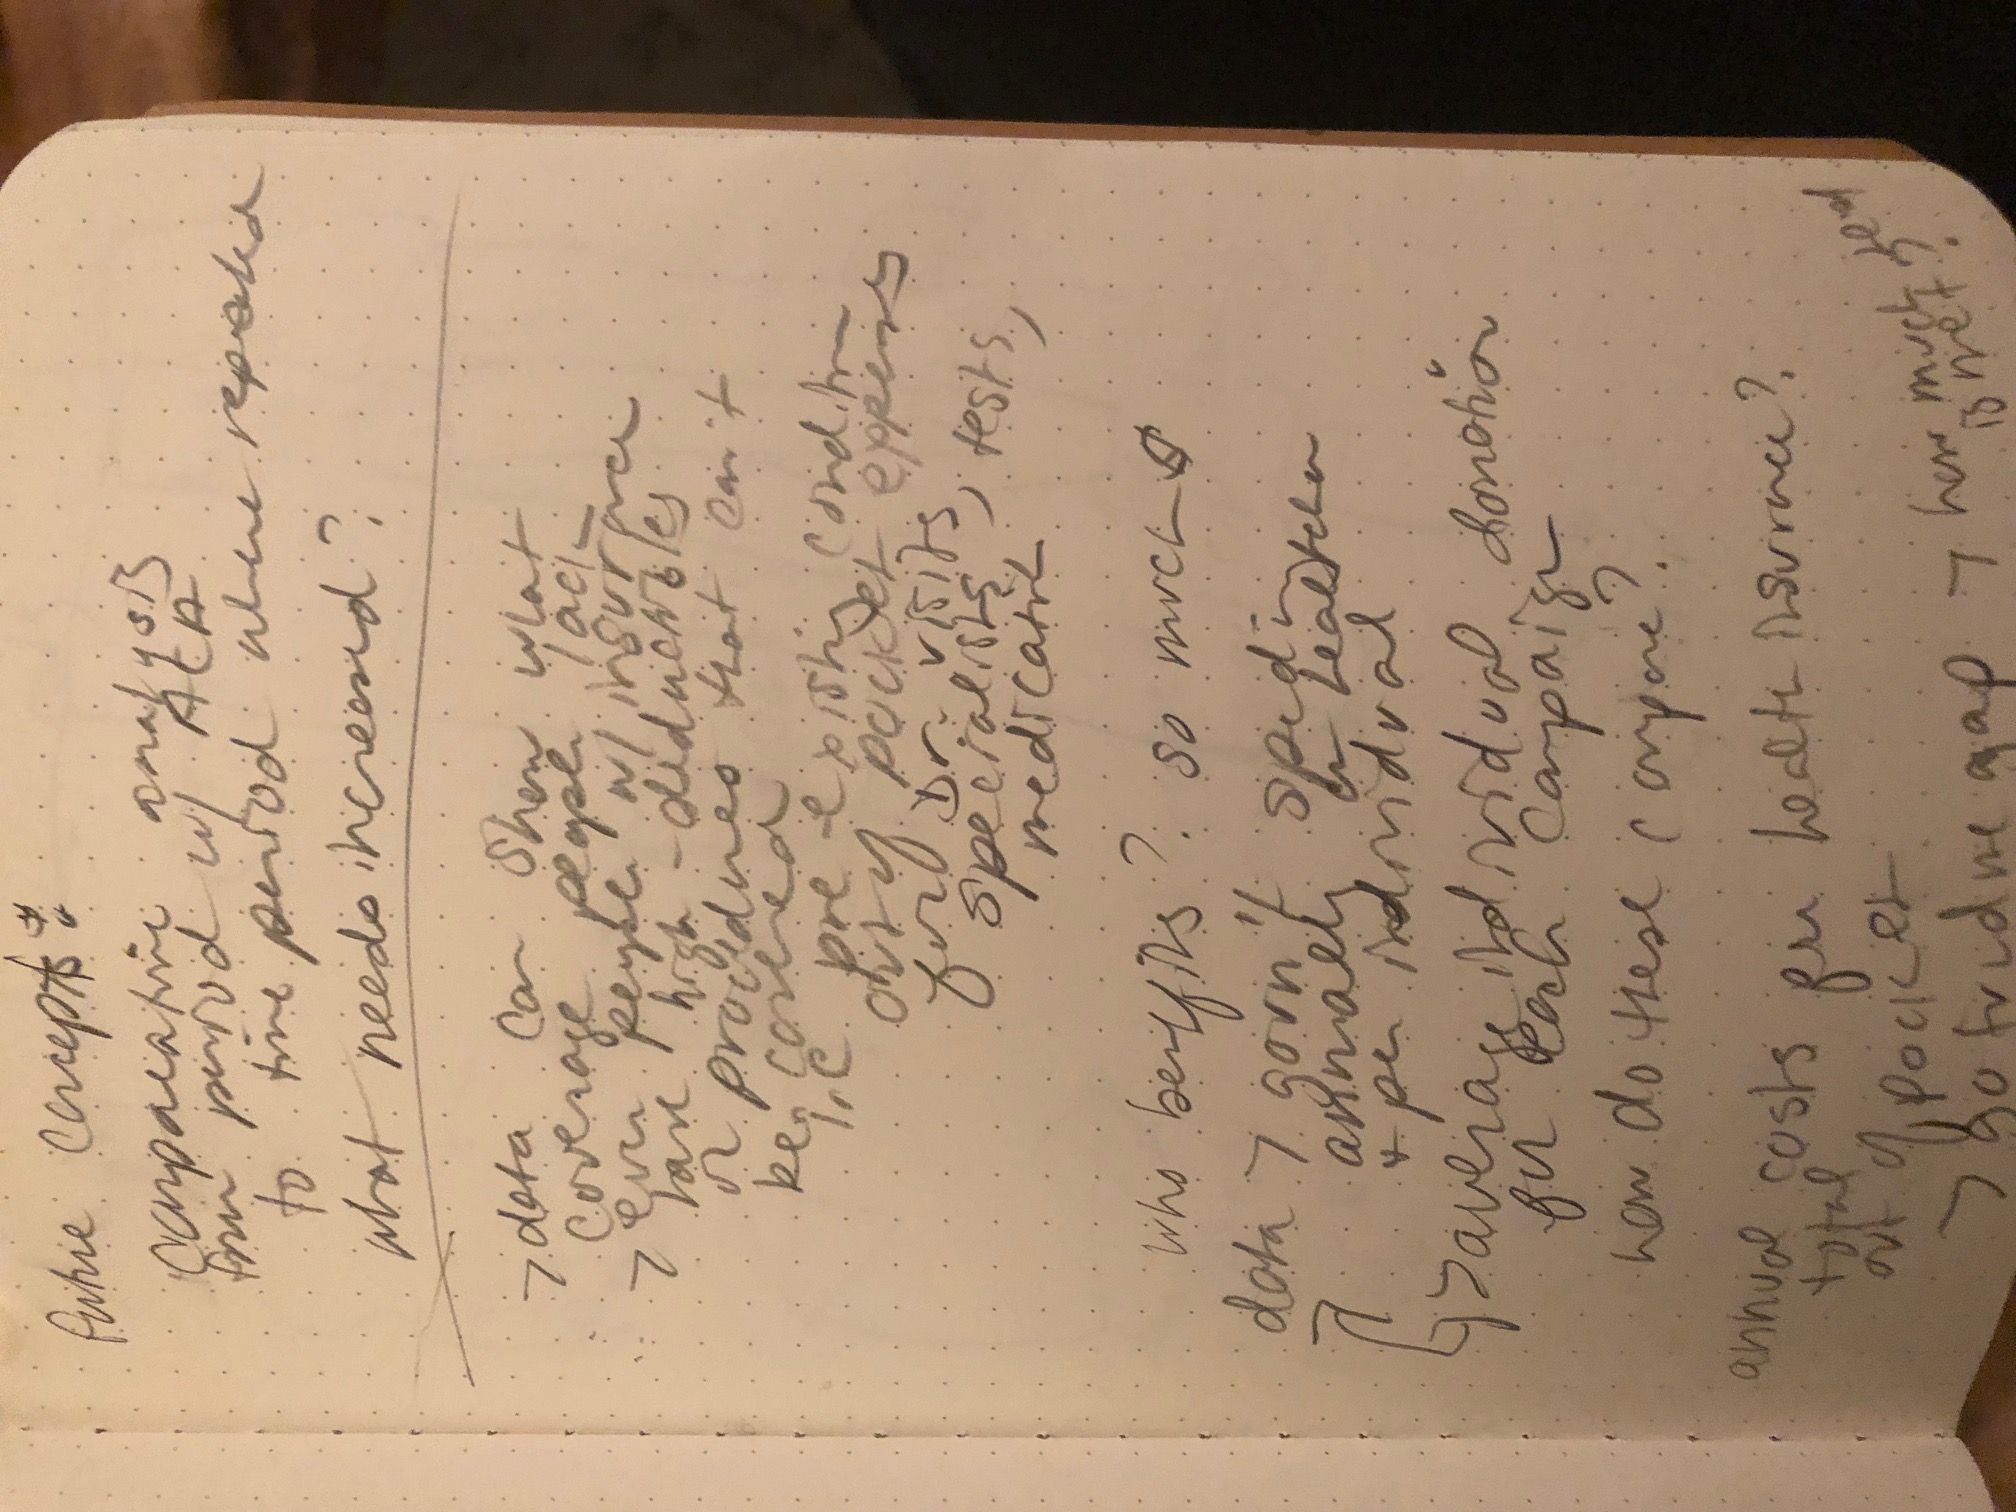 future concepts:
comparative analysis
from period w/ ACA
to time period where repealed
what needs increased?
> data can show what
coverage people lack
> even people w/ insurance
have high-deductibles
or procedures that can't
be covered
i.e. pre-existing condition
out of pocket expenses
for Dr. visits,
specialists, tests,
medication
who benefits? so much $
data > govn't spending
annually on healthcare
+ per individual
> average individual donation
for each campaign
how do these compare?
annual costs for health insurance?
total
out of pocket
> go fund me gap → how much need
is met?